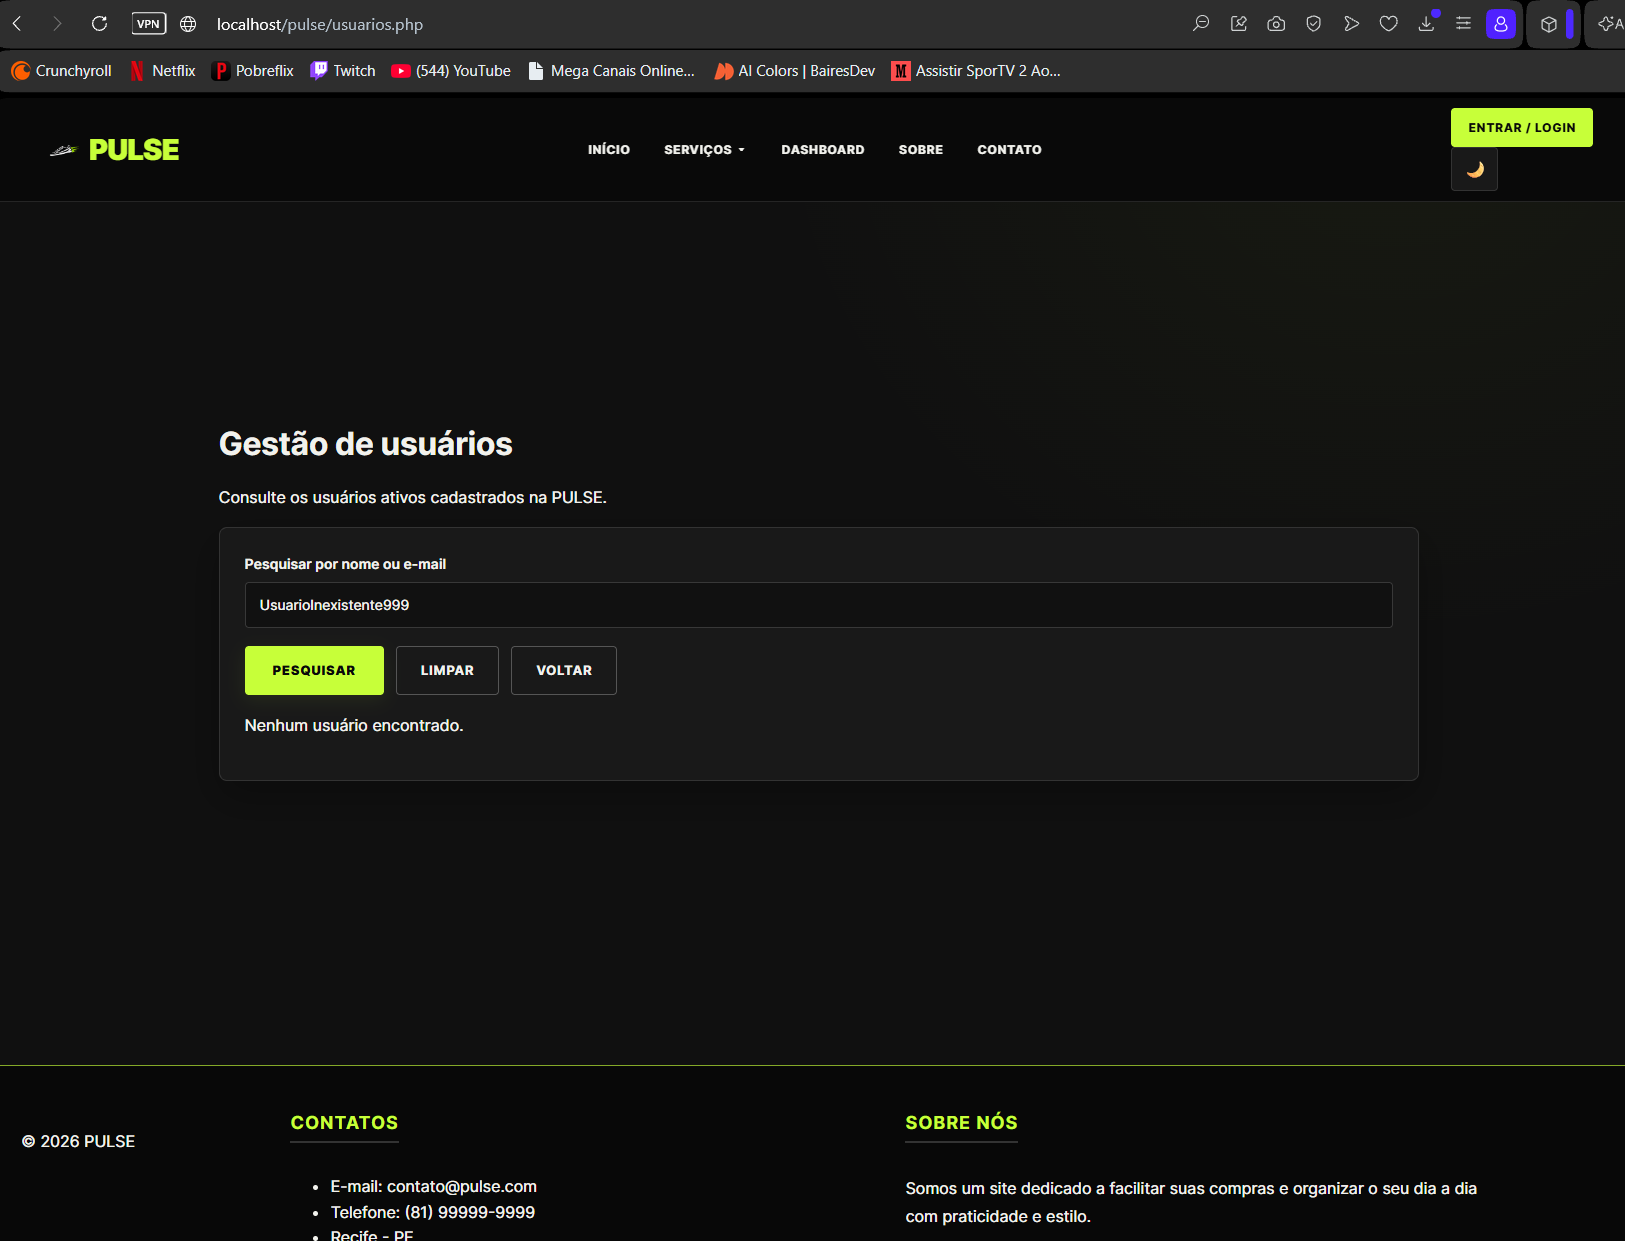 VPN
localhost/pulse/usuarios.php
Crunchyroll
Netflix
Pobreflix
Twitch
(544) YouTube
Mega Canais Online...
AI Colors | BairesDev
Assistir SporTV 2 Ao...
PULSE
INÍCIO
SERVIÇOS
DASHBOARD
SOBRE
CONTATO
ENTRAR / LOGIN
Gestão de usuários
Consulte os usuários ativos cadastrados na PULSE.
Pesquisar por nome ou e-mail
UsuarioInexistente999
PESQUISAR
LIMPAR
VOLTAR
Nenhum usuário encontrado.
© 2026 PULSE
CONTATOS
E-mail: contato@pulse.com
Telefone: (81) 99999-9999
Recife - PE
SOBRE NÓS
Somos um site dedicado a facilitar suas compras e organizar o seu dia a dia
com praticidade e estilo.